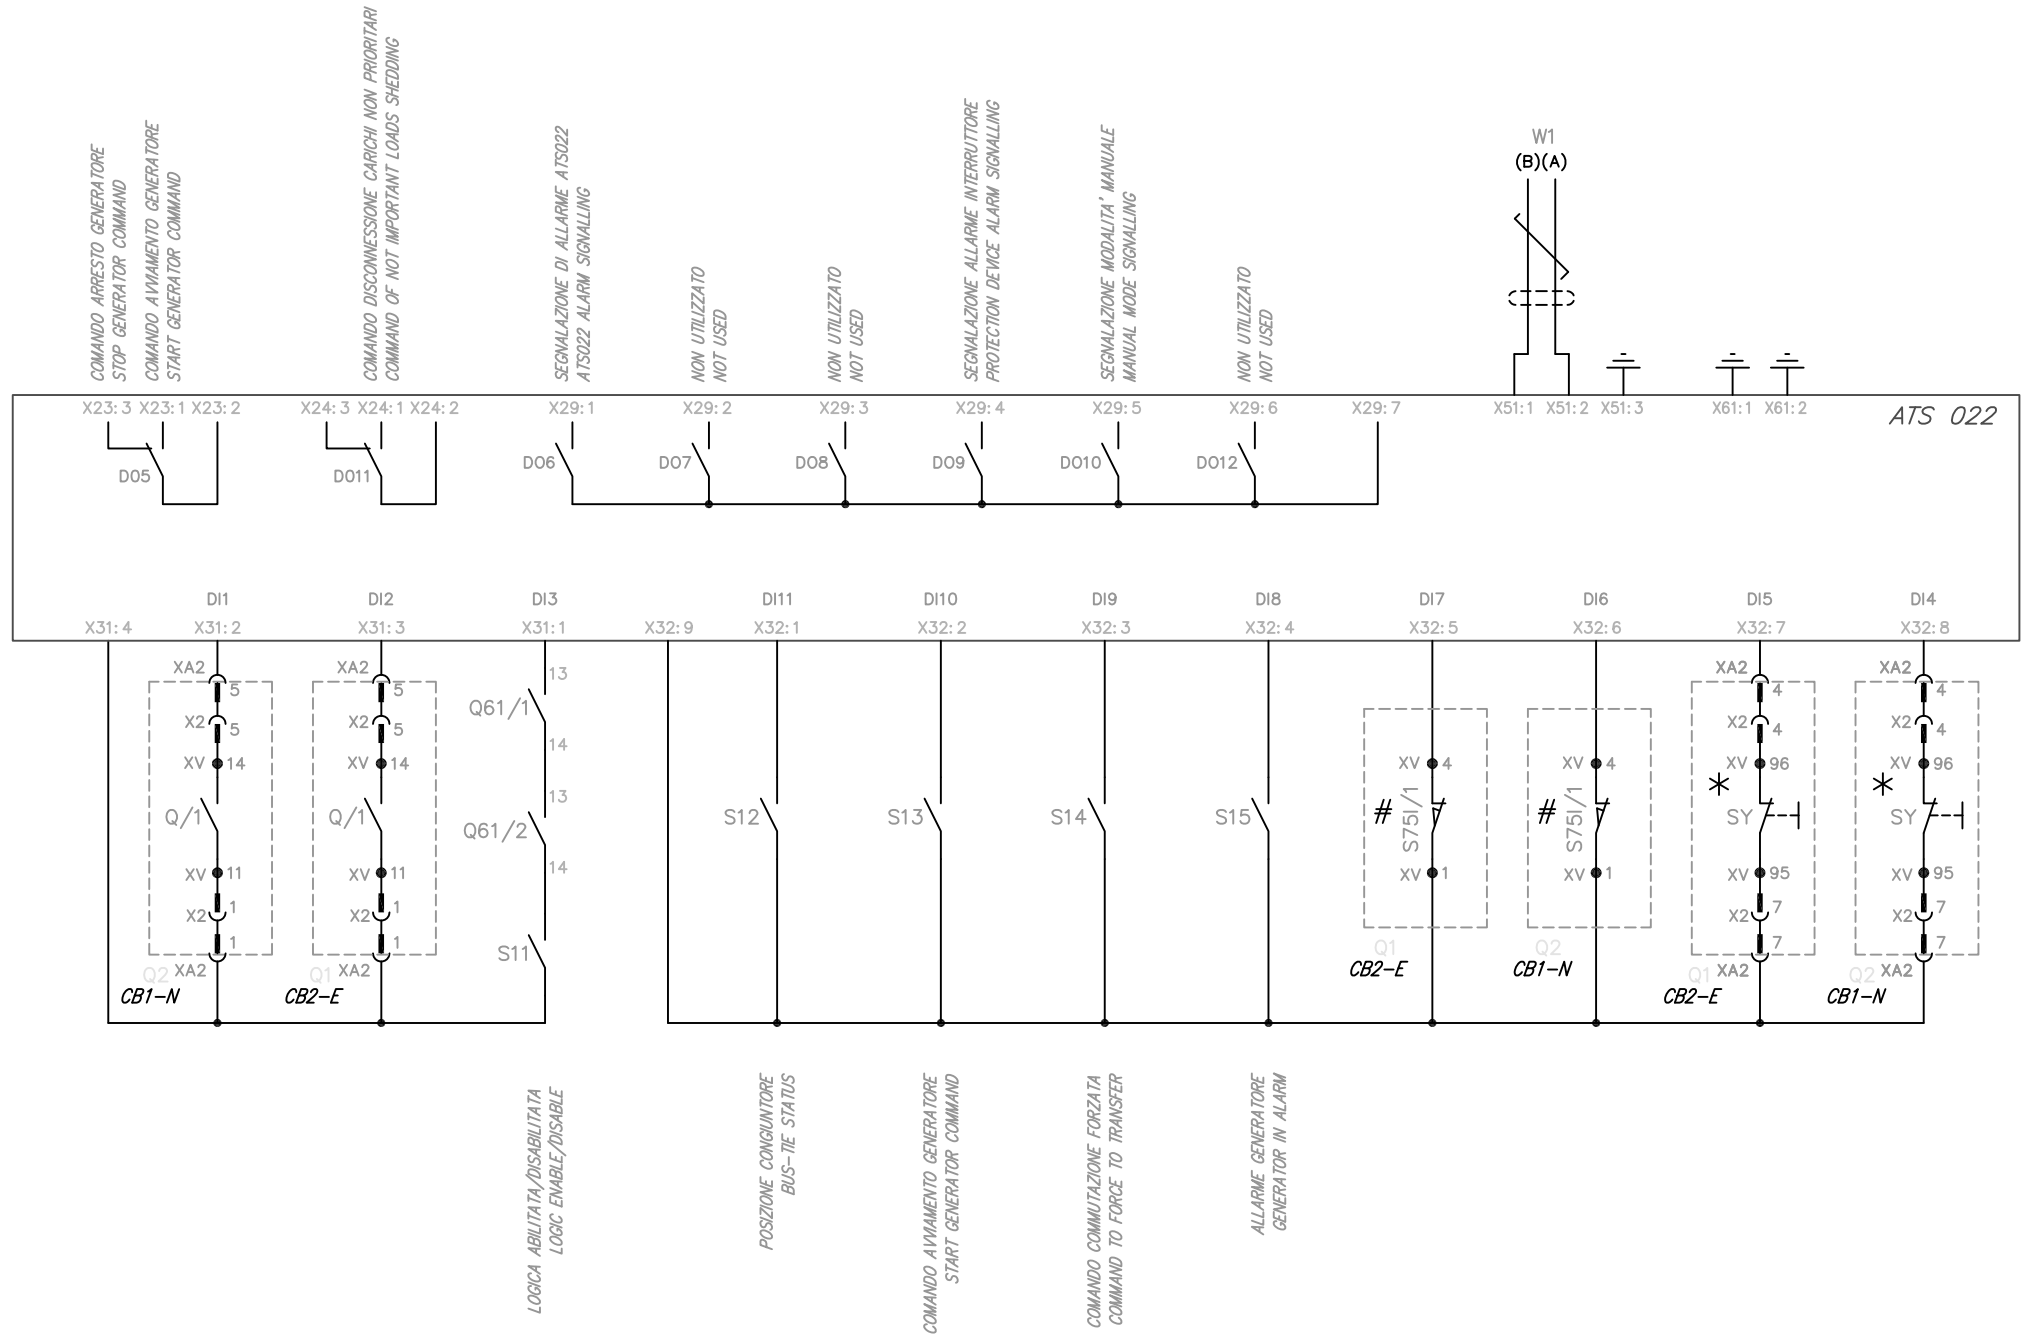 COMANDO ARRESTO GENERATORE
STOP GENERATOR COMMAND
COMANDO AVVIAMENTO GENERATORE
START GENERATOR COMMAND
COMANDO DISCONNESSIONE CARICHI NON PRIORITARI
COMMAND OF NOT IMPORTANT LOADS SHEDDING
SEGNALAZIONE DI ALLARME ATS022
ATS022 ALARM SIGNALLING
NON UTILIZZATO
NOT USED
NON UTILIZZATO
NOT USED
SEGNALAZIONE ALLARME INTERRUTTORE
PROTECTION DEVICE ALARM SIGNALLING
SEGNALAZIONE MODALITA' MANUALE
MANUAL MODE SIGNALLING
NON UTILIZZATO
NOT USED
W1
(B)(A)
X23:3 X23:1 X23:2 X24:3 X24:1 X24:2 X29:1 X29:2 X29:3 X29:4 X29:5 X29:6 X29:7 X51:1 X51:2 X51:3 X61:1 X61:2
ATS 022
DO5 DO11 DO6 DO7 DO8 DO9 DO10 DO12
DI1 DI2 DI3 DI11 DI10 DI9 DI8 DI7 DI6 DI5 DI4
X31:4 X31:2 X31:3 X31:1 X32:9 X32:1 X32:2 X32:3 X32:4 X32:5 X32:6 X32:7 X32:8
XA2 5
X2 5
XV 14
Q/1
XV 11
X2 1
1
Q2 XA2
CB1-N
XA2 5
X2 5
XV 14
Q/1
XV 11
X2 1
1
Q1 XA2
CB2-E
13
Q61/1
14
13
Q61/2
14
S11
S12
S13
S14
S15
XV 4
# S75I/1
XV 1
Q1
CB2-E
XV 4
# S75I/1
XV 1
Q2
CB1-N
XA2 4
X2 4
XV 96
*
SY
XV 95
X2 7
7
Q1 XA2
CB2-E
XA2 4
X2 4
XV 96
*
SY
XV 95
X2 7
7
Q2 XA2
CB1-N
LOGICA ABILITATA/DISABILITATA
LOGIC ENABLE/DISABLE
POSIZIONE CONGIUNTORE
BUS-TIE STATUS
COMANDO AVVIAMENTO GENERATORE
START GENERATOR COMMAND
COMANDO COMMUTAZIONE FORZATA
COMMAND TO FORCE TO TRANSFER
ALLARME GENERATORE
GENERATOR IN ALARM